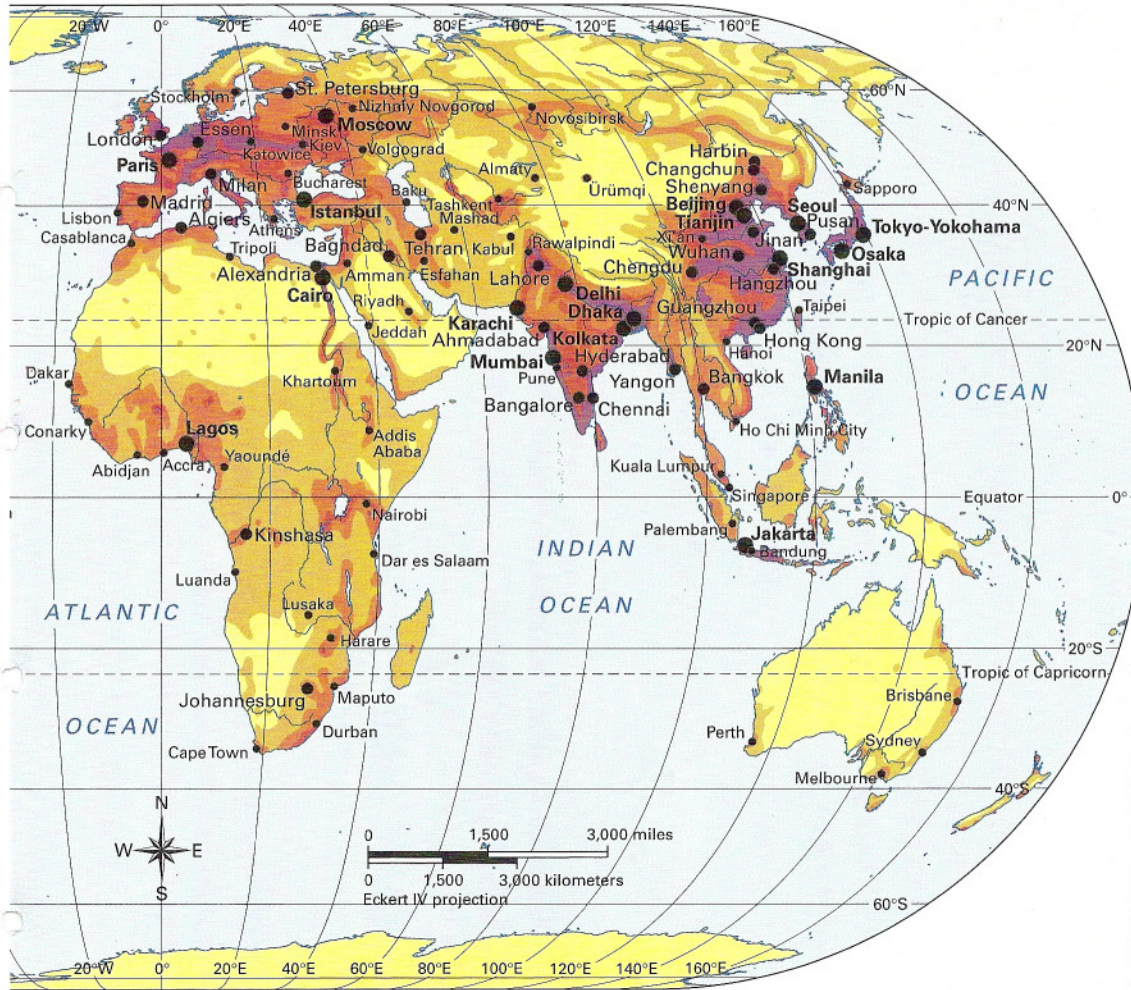 20°W 0° 20°E 40°E 60°E 80°E 100°E 120°E 140°E 160°E
60°N
Stockholm
St. Petersburg
Nizhniy Novgorod
Moscow
Novosibirsk
London
Essen
Minsk
Katowice
Kiev
Volgograd
Paris
Harbin
Changchun
Almaty
Ürümqi
Shenyang
Sapporo
Milan
Bucharest
Baku
Tashkent
Beijing
Seoul
40°N
Madrid
Istanbul
Mashad
Tianjin
Pusan
Lisbon
Algiers
Athens
Tokyo-Yokohama
Casablanca
Tripoli
Baghdad
Tehran
Kabul
Rawalpindi
Xi'an
Jinan
Wuhan
Osaka
Alexandria
Amman
Esfahan
Lahore
Chengdu
Shanghai
PACIFIC
Hangzhou
Cairo
Riyadh
Delhi
Dhaka
Guangzhou
Taipei
Jeddah
Karachi
Tropic of Cancer
Ahmadabad
Kolkata
Hong Kong
Hanoi
20°N
Mumbai
Hyderabad
Dakar
Khartoum
Pune
Yangon
Bangkok
Manila
OCEAN
Bangalore
Chennai
Conarky
Lagos
Addis
Ababa
Ho Chi Minh City
Abidjan
Accra
Yaoundé
Kuala Lumpur
Singapore
Equator
0°
Nairobi
Palembang
Kinshasa
INDIAN
Jakarta
Bandung
Dar es Salaam
Luanda
OCEAN
ATLANTIC
Lusaka
Harare
20°S
Tropic of Capricorn
Johannesburg
Maputo
Brisbane
OCEAN
Durban
Perth
Sydney
Cape Town
Melbourne
40°S
N
W E
S
0 1,500 3,000 miles
0 1,500 3,000 kilometers
Eckert IV projection
60°S
20°W 0° 20°E 40°E 60°E 80°E 100°E 120°E 140°E 160°E